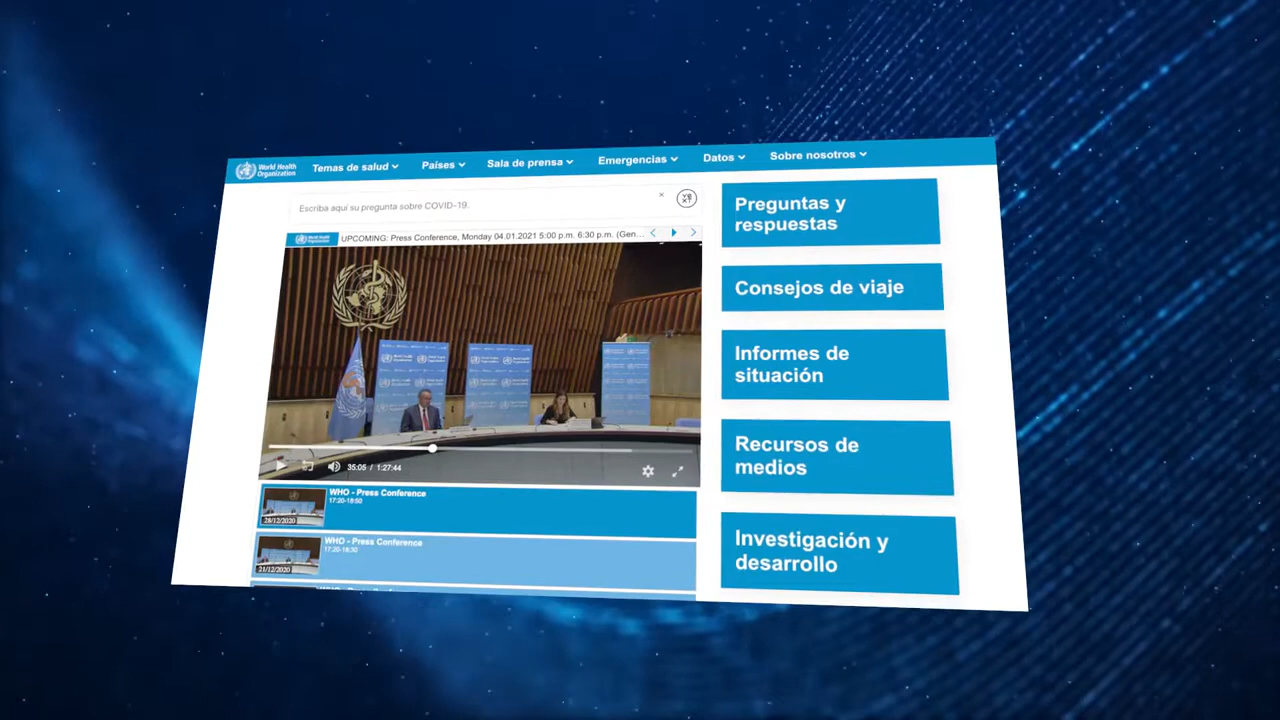 World Health
Organization
Temas de salud
Países
Sala de prensa
Emergencias
Datos
Sobre nosotros
Escriba aquí su pregunta sobre COVID-19.
UPCOMING: Press Conference, Monday 04.01.2021 5:00 p.m. 6:30 p.m. (Gen...
35:05 / 1:27:44
WHO - Press Conference
17:20-18:50
28/12/2020
WHO - Press Conference
17:20-18:30
21/12/2020
Preguntas y
respuestas
Consejos de viaje
Informes de
situación
Recursos de
medios
Investigación y
desarrollo